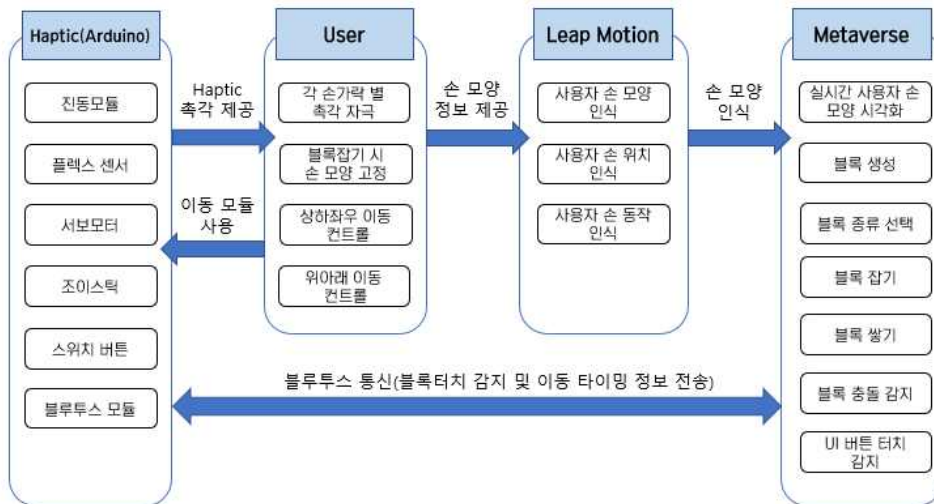 Haptic(Arduino)
진동모듈
플렉스 센서
서보모터
조이스틱
스위치 버튼
블루투스 모듈
Haptic
촉각 제공
이동 모듈
사용
User
각 손가락 별
촉각 자극
블록잡기 시
손 모양 고정
상하좌우 이동
컨트롤
위아래 이동
컨트롤
손 모양
정보 제공
Leap Motion
사용자 손 모양
인식
사용자 손 위치
인식
사용자 손 동작
인식
손 모양
인식
Metaverse
실시간 사용자 손
모양 시각화
블록 생성
블록 종류 선택
블록 잡기
블록 쌓기
블록 충돌 감지
UI 버튼 터치
감지
블루투스 통신(블록터치 감지 및 이동 타이밍 정보 전송)